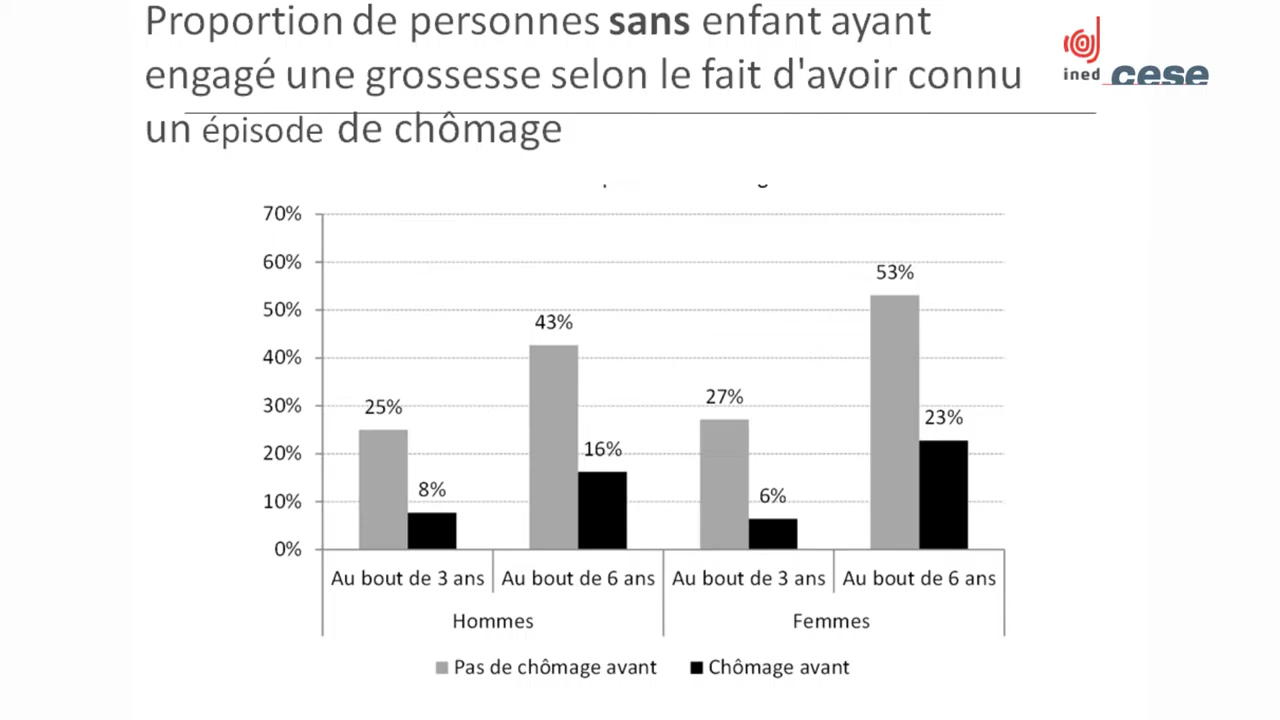 Proportion de personnes sans enfant ayant
engagé une grossesse selon le fait d'avoir connu
un épisode de chômage
ined cese
70%
60%
50%
40%
30%
20%
10%
0%
25%
8%
43%
16%
27%
6%
53%
23%
Au bout de 3 ans Au bout de 6 ans Au bout de 3 ans Au bout de 6 ans
Hommes Femmes
Pas de chômage avant Chômage avant